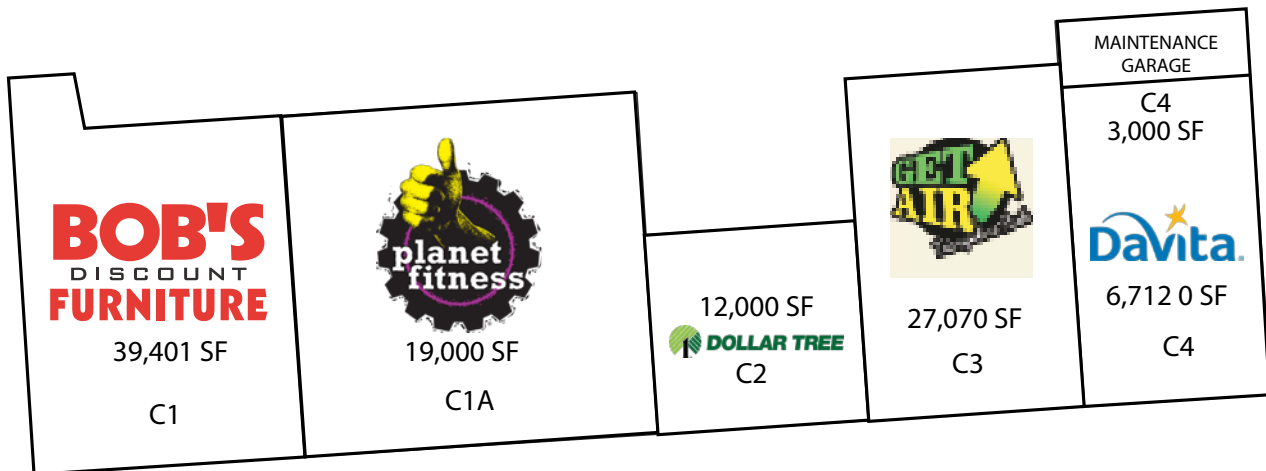 MAINTENANCE
GARAGE
C4
3,000 SF
BOB'S
DISCOUNT
FURNITURE
39,401 SF
C1
planet
fitness
19,000 SF
C1A
12,000 SF
DOLLAR TREE
C2
GET
AIR
27,070 SF
C3
DaVita.
6,712 0 SF
C4